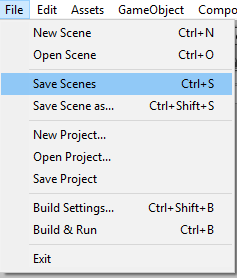 File Edit Assets GameObject Compo
New Scene Ctrl+N
Open Scene Ctrl+O
Save Scenes Ctrl+S
Save Scene as... Ctrl+Shift+S
New Project...
Open Project...
Save Project
Build Settings... Ctrl+Shift+B
Build & Run Ctrl+B
Exit